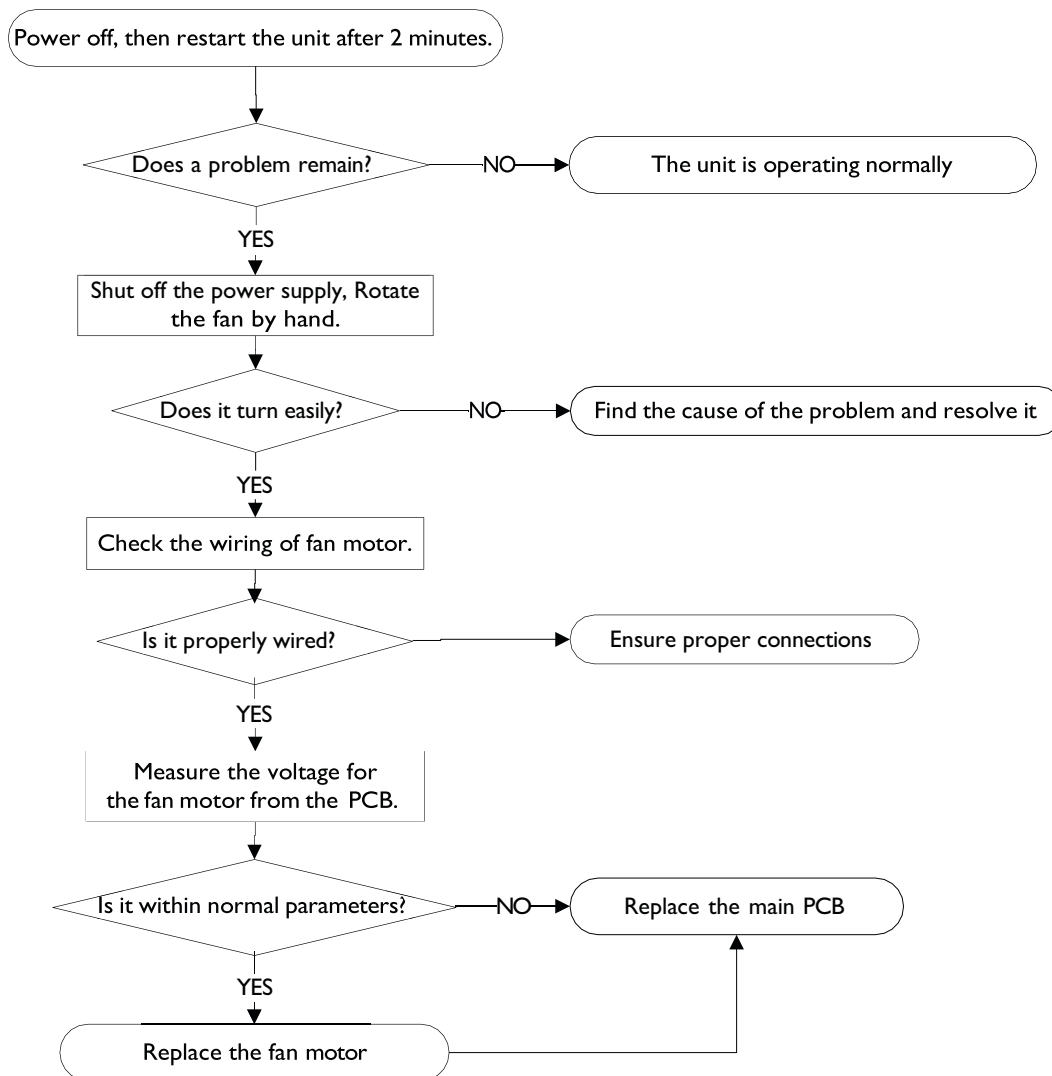 Power off, then restart the unit after 2 minutes.
Does a problem remain?
NO
The unit is operating normally
YES
Shut off the power supply, Rotate
the fan by hand.
Does it turn easily?
NO
Find the cause of the problem and resolve it
YES
Check the wiring of fan motor.
Is it properly wired?
Ensure proper connections
YES
Measure the voltage for
the fan motor from the PCB.
Is it within normal parameters?
NO
Replace the main PCB
YES
Replace the fan motor